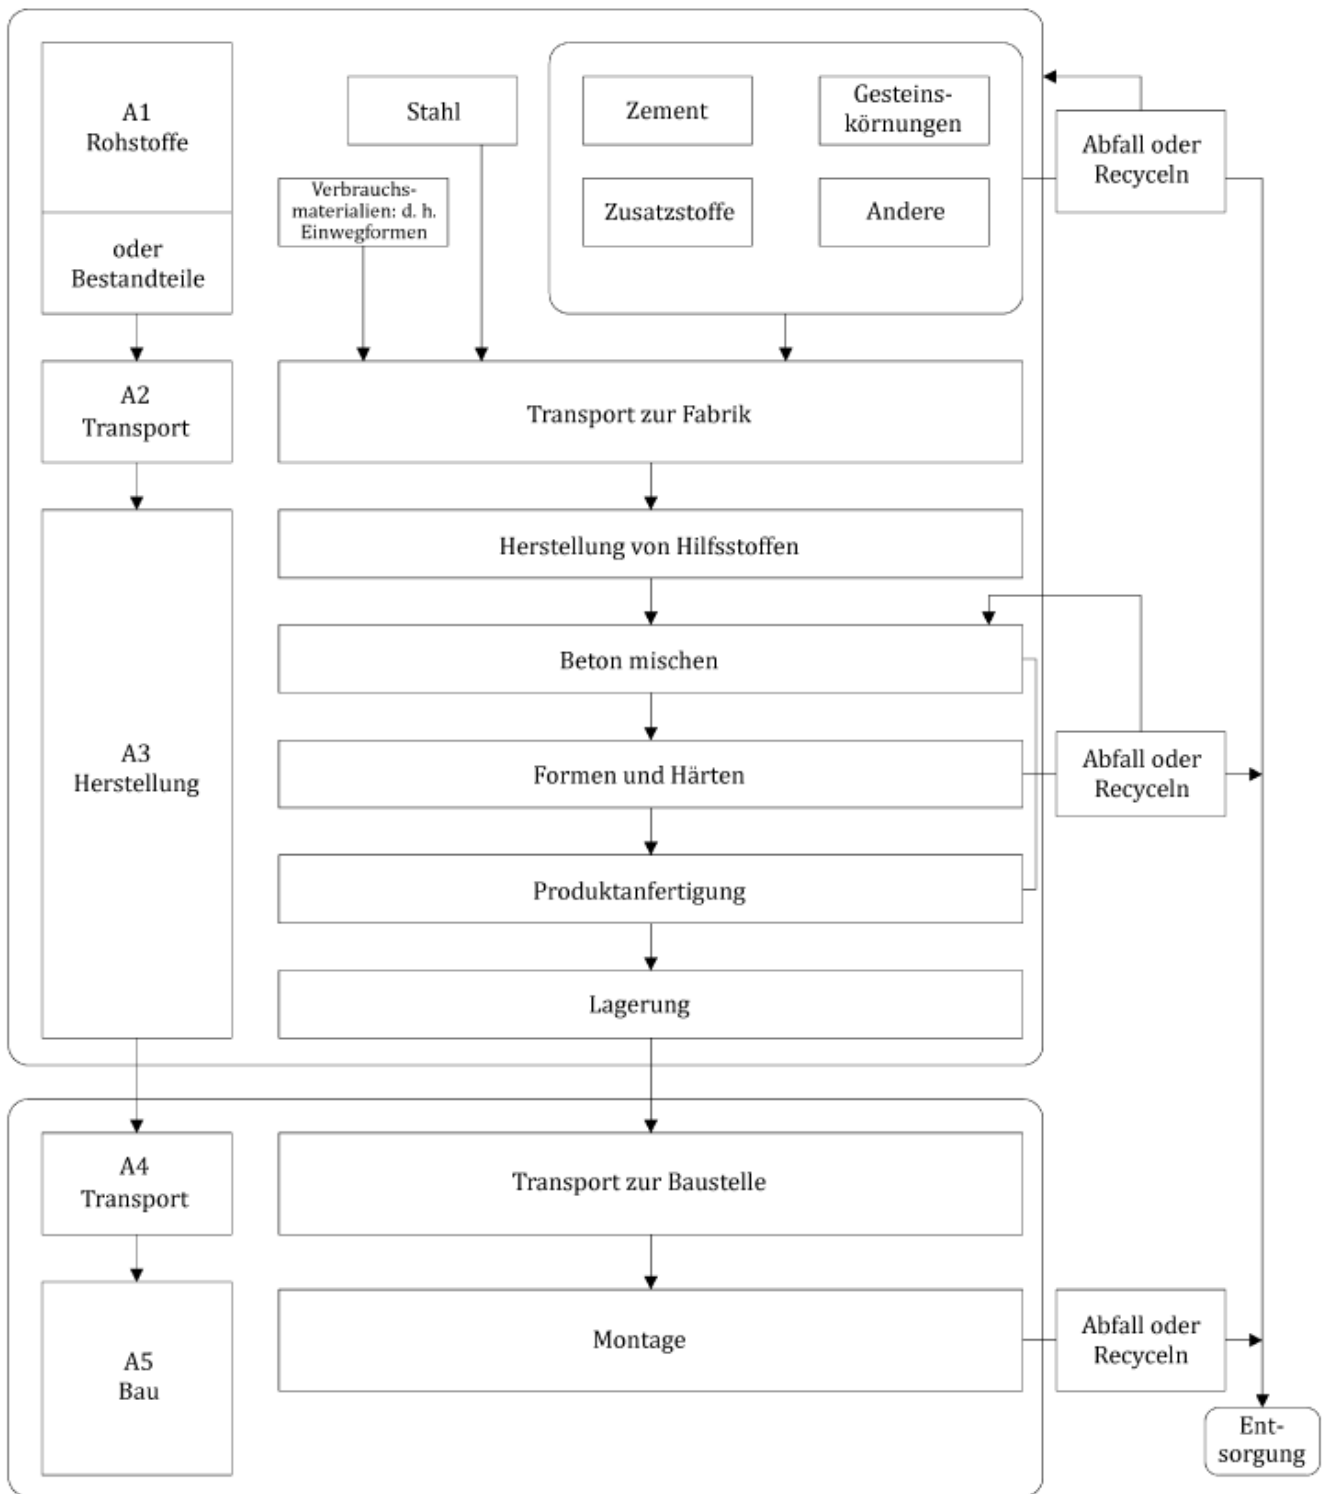 A1
Rohstoffe
oder
Bestandteile
Stahl
Verbrauchs-
materialien: d. h.
Einwegformen
Zement
Gesteins-
körnungen
Zusatzstoffe
Andere
Abfall oder
Recyceln
A2
Transport
Transport zur Fabrik
A3
Herstellung
Herstellung von Hilfsstoffen
Beton mischen
Formen und Härten
Abfall oder
Recyceln
Produktanfertigung
Lagerung
A4
Transport
Transport zur Baustelle
A5
Bau
Montage
Abfall oder
Recyceln
Ent-
sorgung